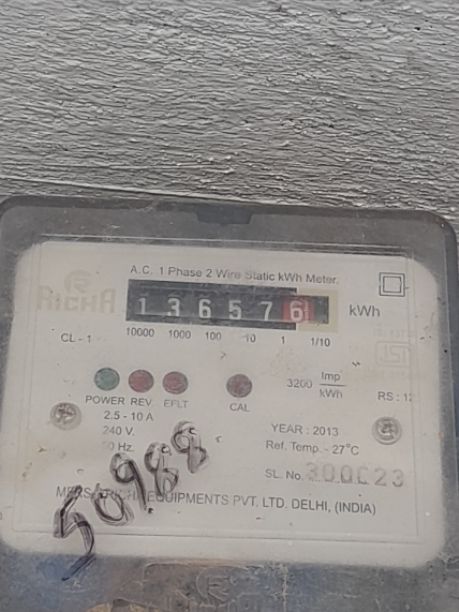 A.C. 1 Phase 2 Wire Static kWh Meter.
RICHA
1 3 6 5 7 6 kWh
10000 1000 100 10 1 1/10
CL - 1
3200 Imp/kWh
RS : 12
POWER REV EFLT CAL
2.5 - 10 A
240 V.
YEAR : 2013
Hz.
Ref. Temp. - 27°C
SL. No.
50988
EQUIPMENTS PVT. LTD. DELHI, (INDIA)